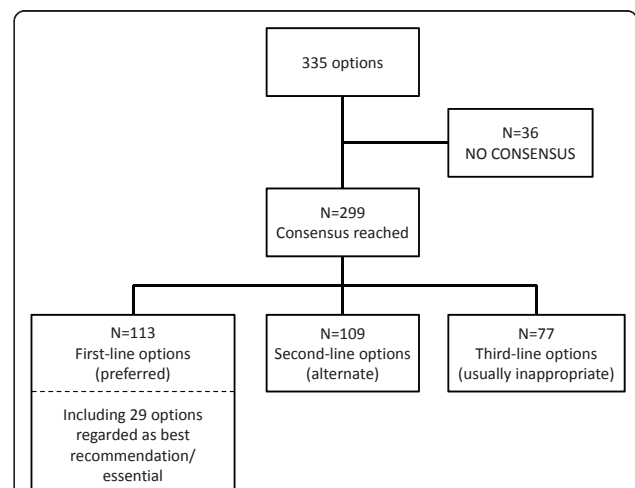 335 options
N=36
NO CONSENSUS
N=299
Consensus reached
N=113
First-line options
(preferred)
Including 29 options
regarded as best
recommendation/
essential
N=109
Second-line options
(alternate)
N=77
Third-line options
(usually inappropriate)